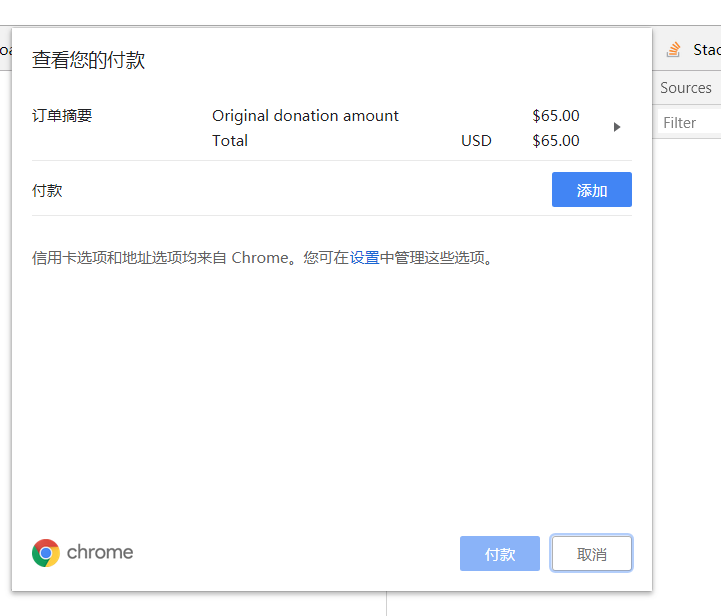 查看您的付款
Stac
订单摘要 Original donation amount $65.00
Total USD $65.00
Sources
Filter
付款 添加
信用卡选项和地址选项均来自 Chrome。您可在设置中管理这些选项。
chrome 付款 取消